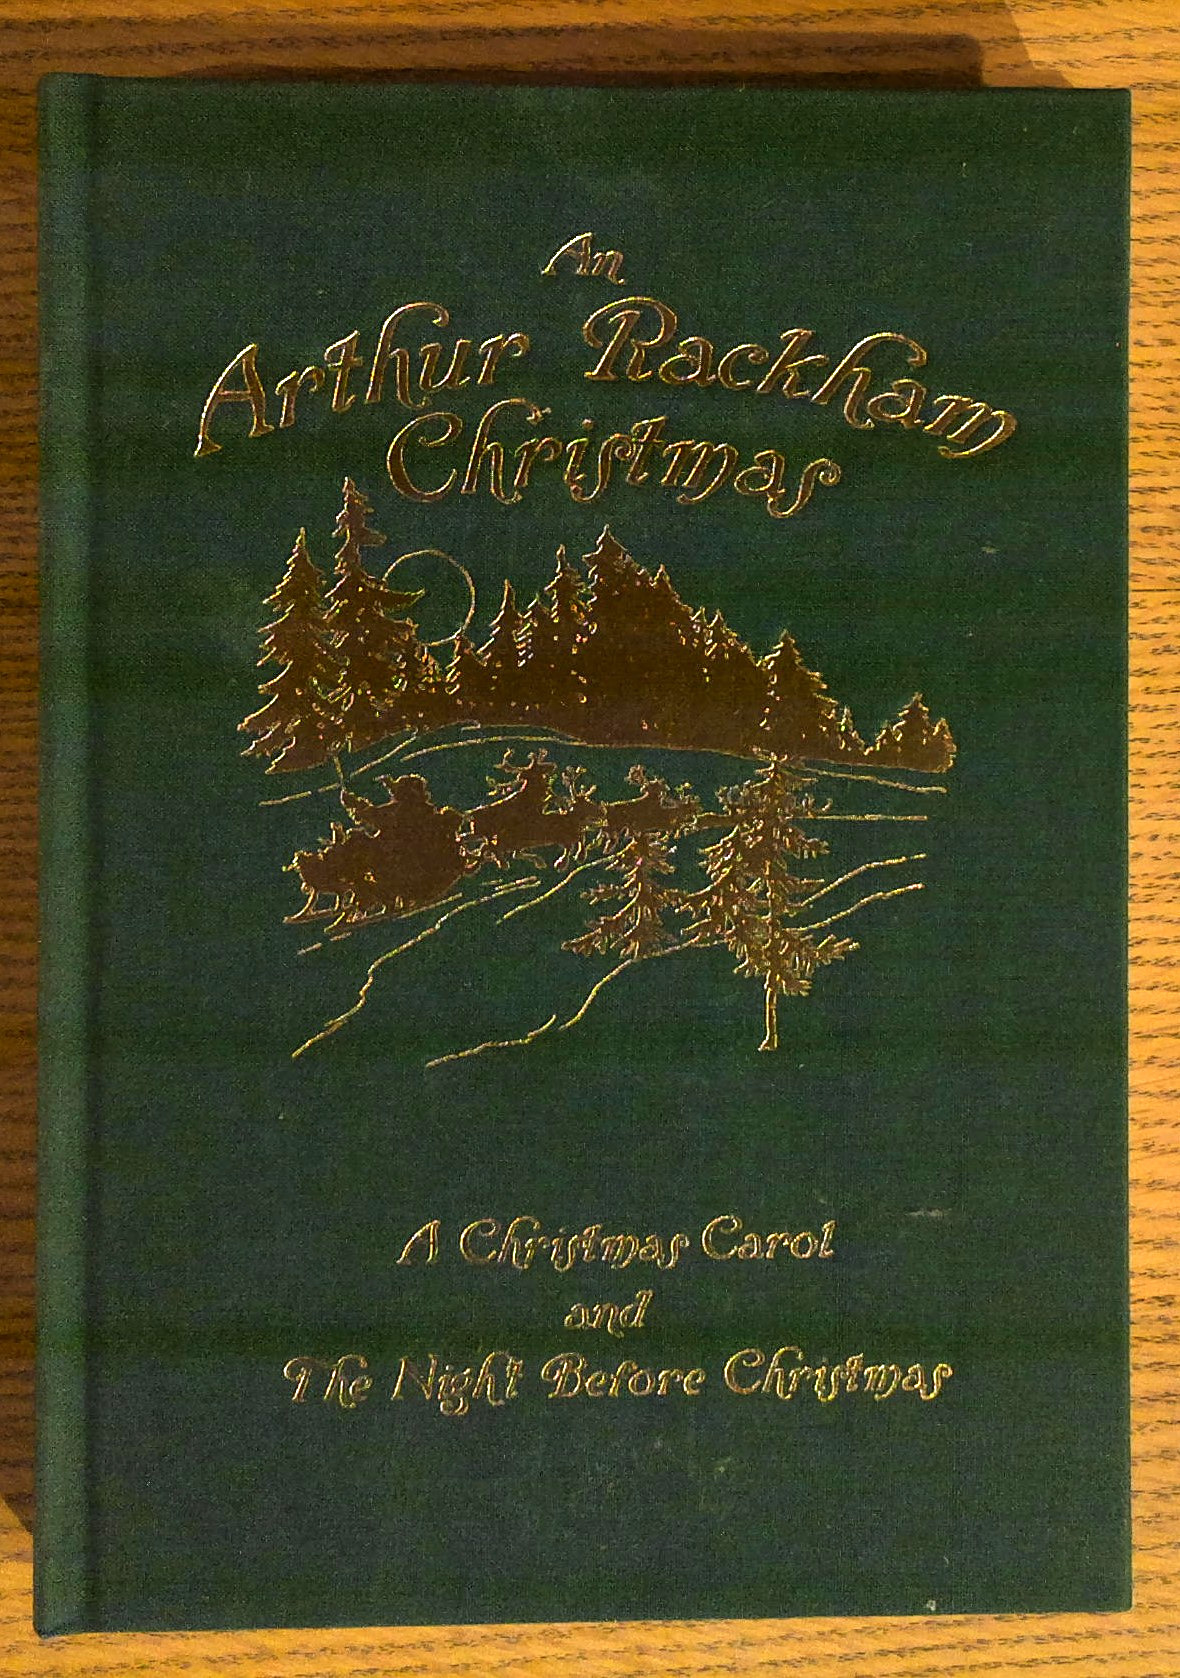 An
Arthur Rackham
Christmas
A Christmas Carol
and
The Night Before Christmas